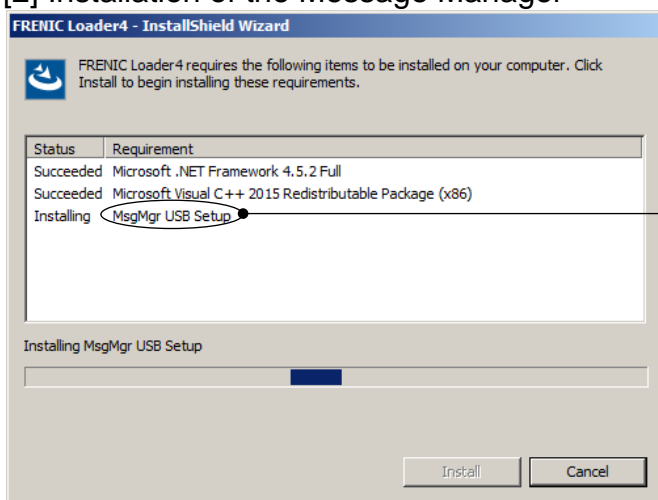 [2] Installation of the Message Manager
FRENIC Loader4 - InstallShield Wizard
FRENIC Loader4 requires the following items to be installed on your computer. Click
Install to begin installing these requirements.
Status Requirement
Succeeded Microsoft .NET Framework 4.5.2 Full
Succeeded Microsoft Visual C++ 2015 Redistributable Package (x86)
Installing MsgMgr USB Setup
Installing MsgMgr USB Setup
Install Cancel